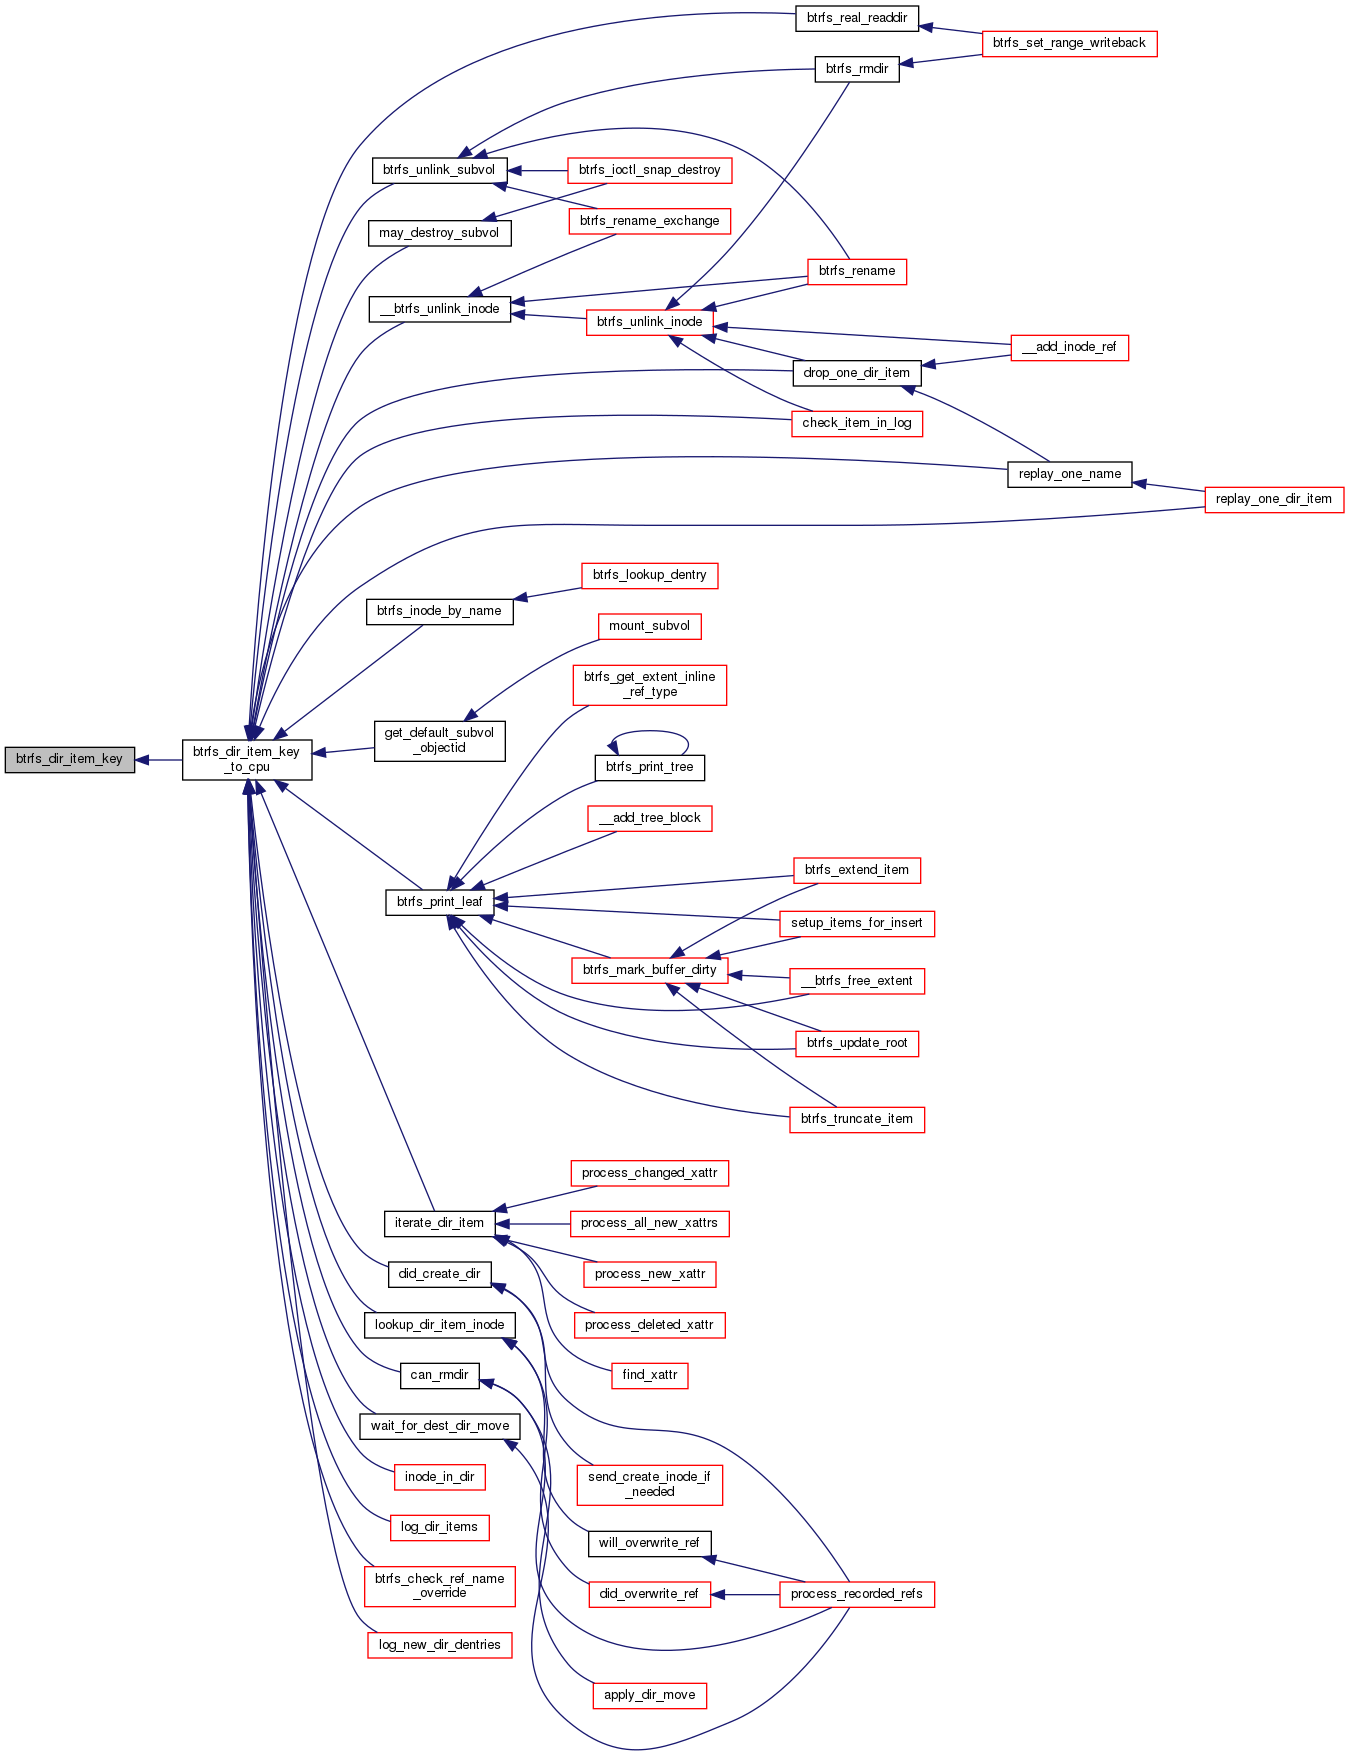 btrfs_real_readdir
btrfs_set_range_writeback
btrfs_rmdir
btrfs_unlink_subvol
btrfs_ioctl_snap_destroy
btrfs_rename_exchange
may_destroy_subvol
btrfs_rename
__btrfs_unlink_inode
btrfs_unlink_inode
__add_inode_ref
drop_one_dir_item
check_item_in_log
replay_one_name
replay_one_dir_item
btrfs_lookup_dentry
btrfs_inode_by_name
mount_subvol
btrfs_get_extent_inline
_ref_type
get_default_subvol
_objectid
btrfs_dir_item_key
btrfs_dir_item_key
_to_cpu
btrfs_print_tree
__add_tree_block
btrfs_extend_item
btrfs_print_leaf
setup_items_for_insert
btrfs_mark_buffer_dirty
__btrfs_free_extent
btrfs_update_root
btrfs_truncate_item
process_changed_xattr
iterate_dir_item
process_all_new_xattrs
process_new_xattr
did_create_dir
lookup_dir_item_inode
process_deleted_xattr
can_rmdir
find_xattr
wait_for_dest_dir_move
inode_in_dir
send_create_inode_if
_needed
log_dir_items
will_overwrite_ref
btrfs_check_ref_name
_override
did_overwrite_ref
process_recorded_refs
log_new_dir_dentries
apply_dir_move